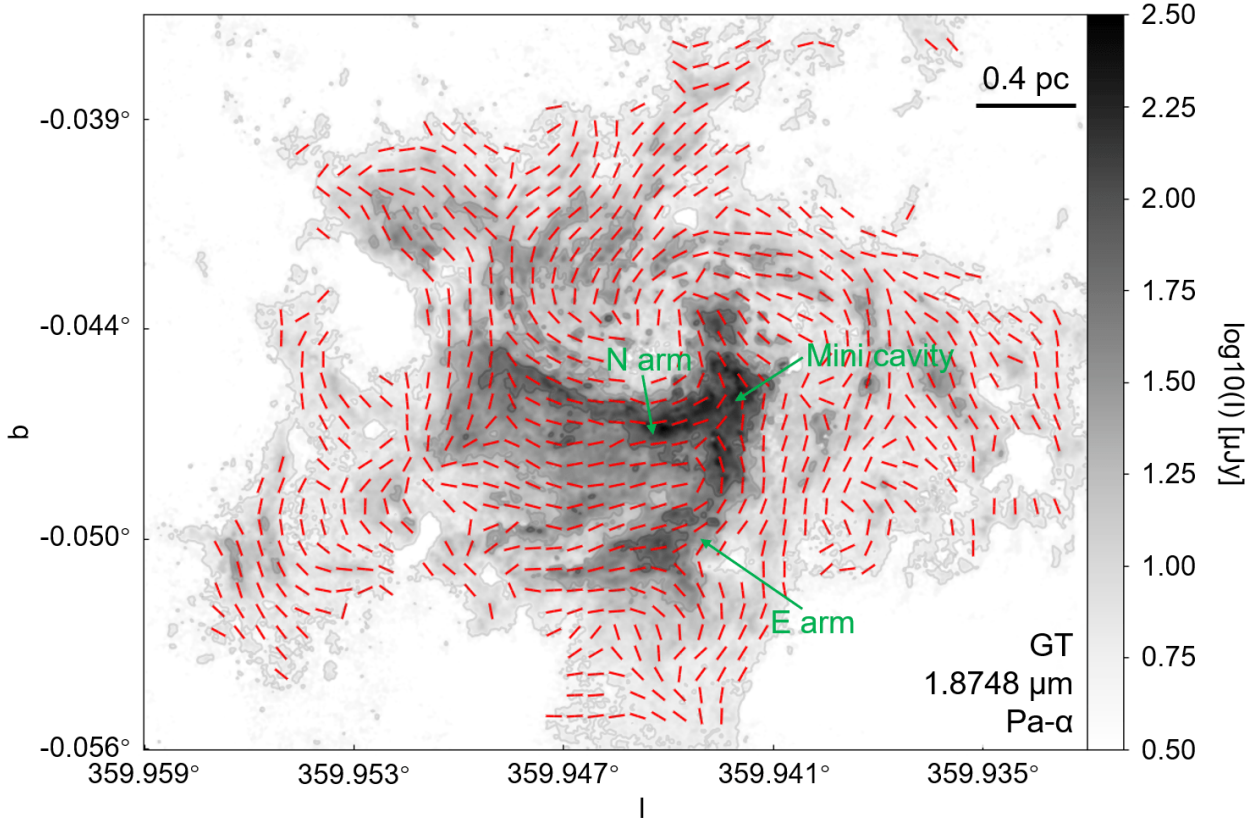 2.50
0.4 pc
-0.039°
2.25
2.00
1.75
-0.044°
N arm
Mini cavity
1.50
log10(I) [μJy]
b
1.25
-0.050°
1.00
E arm
GT
0.75
1.8748 μm
Pa-α
-0.056°
0.50
359.959°
359.953°
359.947°
359.941°
359.935°
l